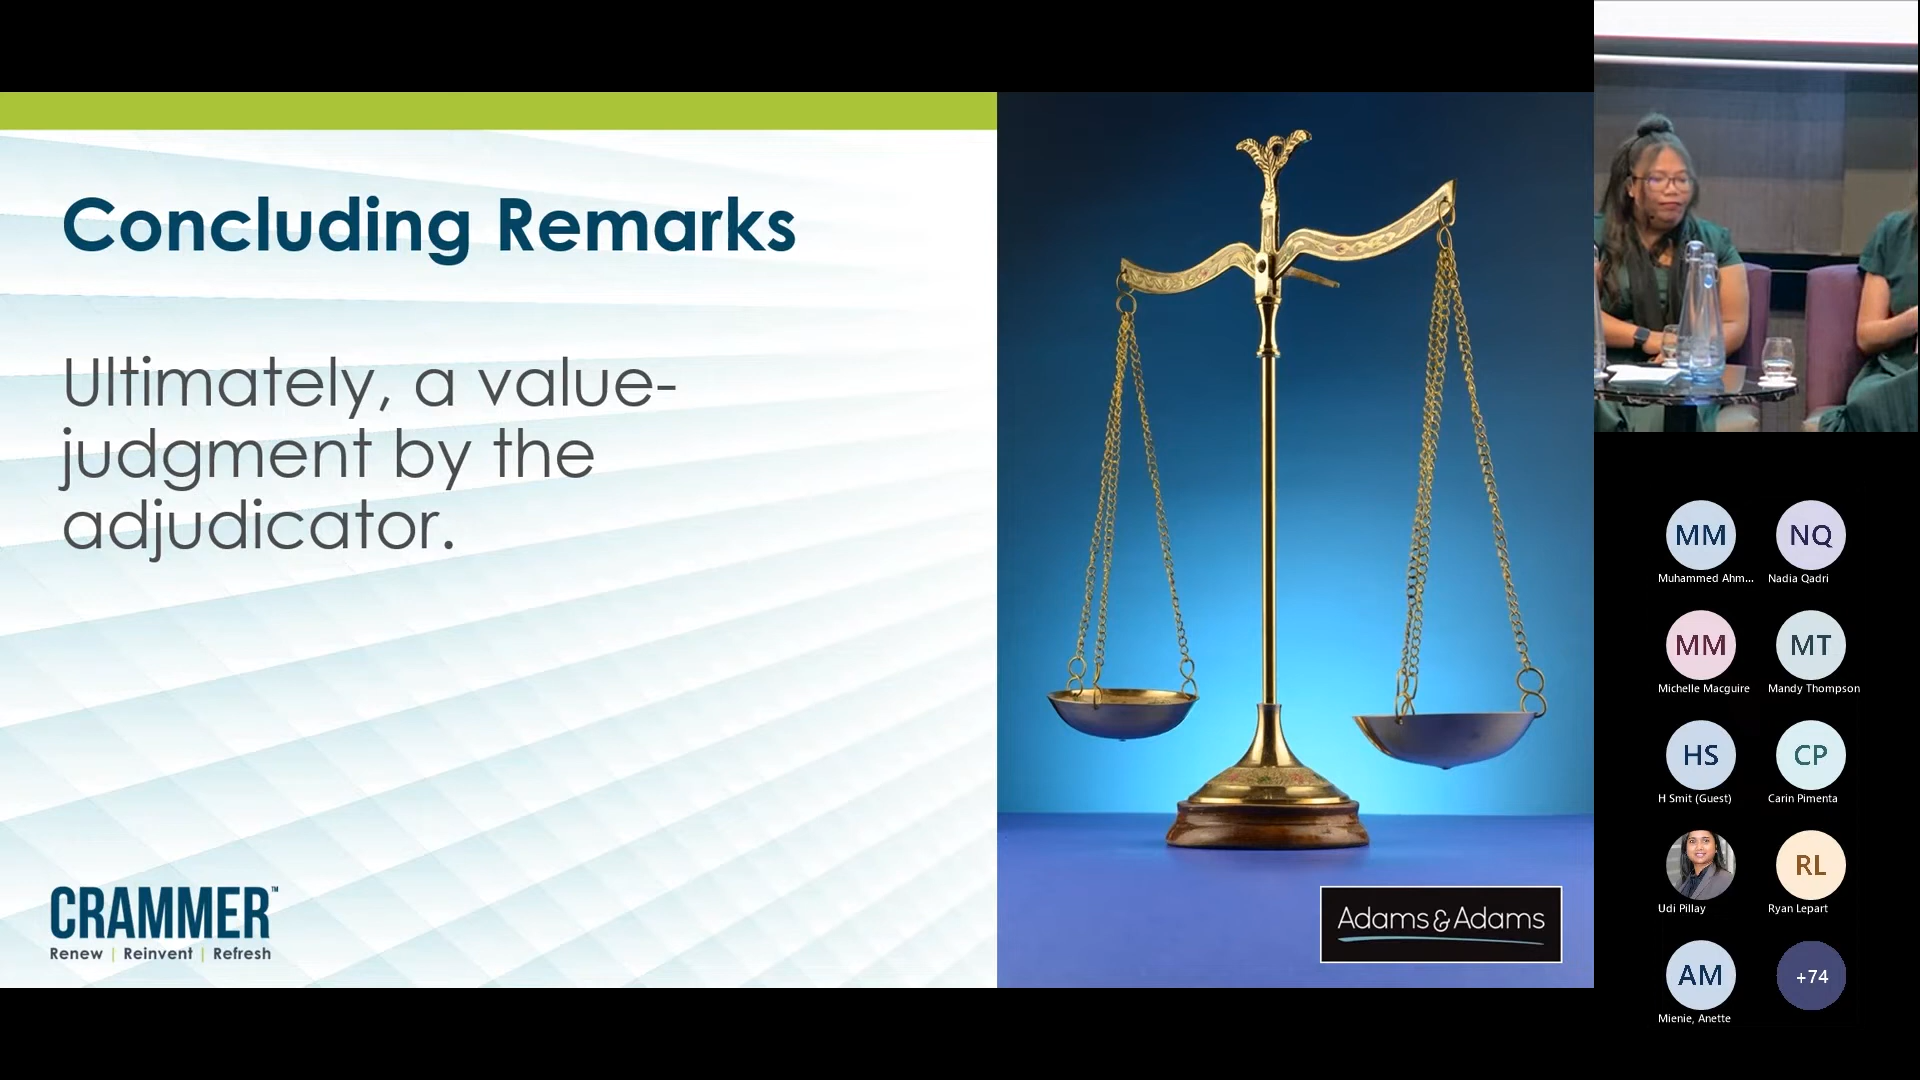 Concluding Remarks
Ultimately, a value-
judgment by the
adjudicator.
CRAMMER™
Renew | Reinvent | Refresh
Adams & Adams
MM
NQ
Muhammed Ahm...
Nadia Qadri
MM
MT
Michelle Macguire
Mandy Thompson
HS
CP
H Smit (Guest)
Carin Pimenta
RL
Udi Pillay
Ryan Lepart
AM
+74
Mienie, Anette